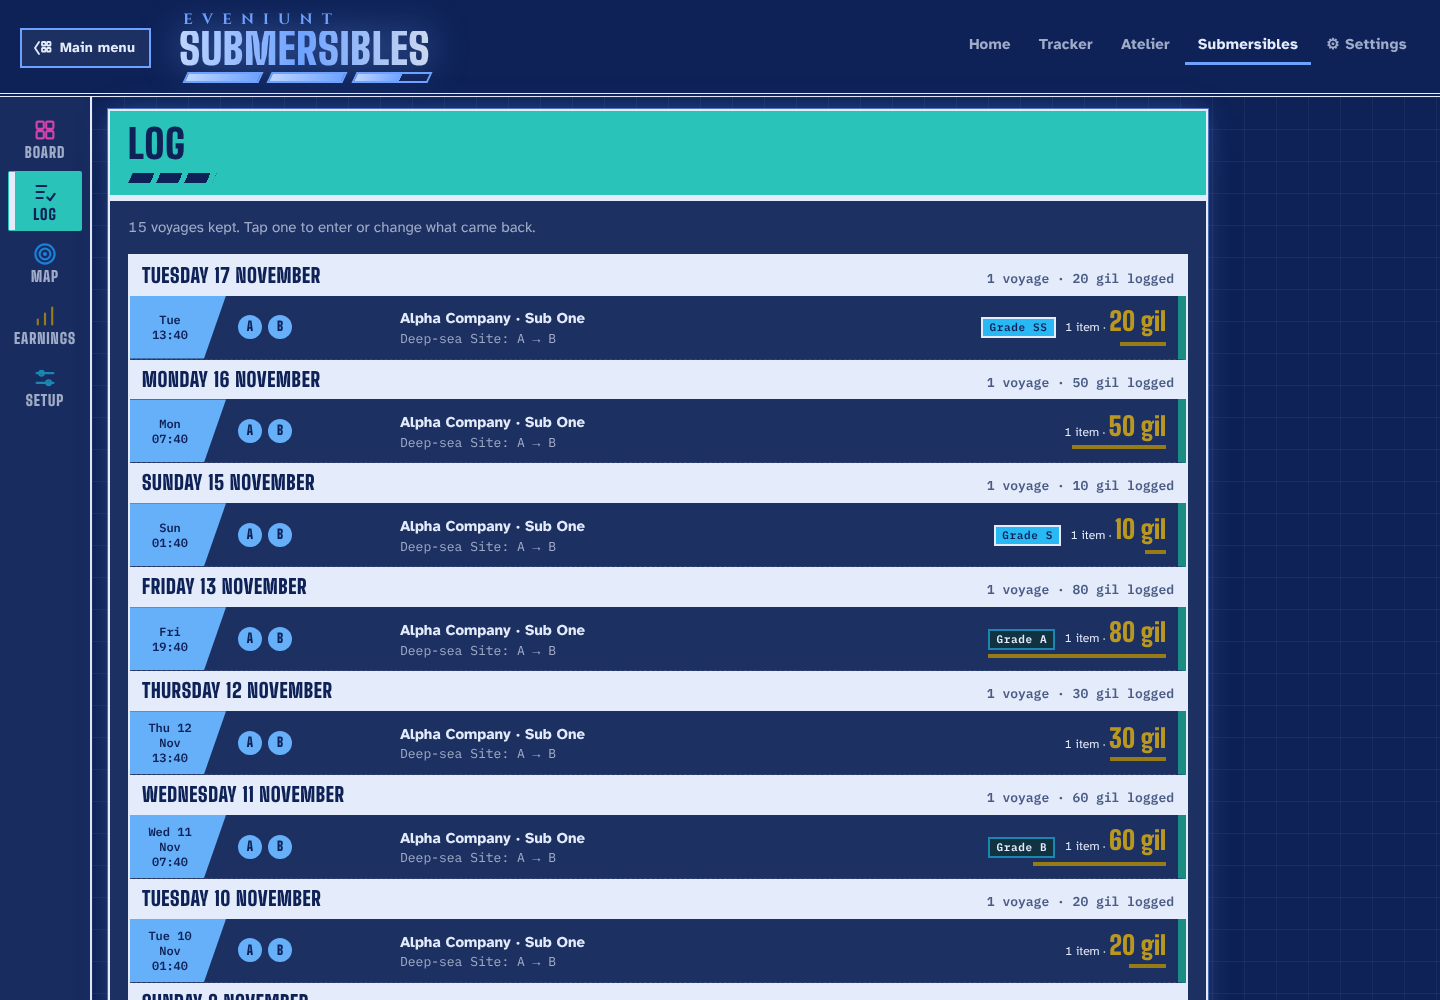 Main menu
EVENIUNT
SUBMERSIBLES
Home
Tracker
Atelier
Submersibles
Settings
BOARD
LOG
MAP
EARNINGS
SETUP
LOG
15 voyages kept. Tap one to enter or change what came back.
TUESDAY 17 NOVEMBER
1 voyage · 20 gil logged
Tue
13:40
A B
Alpha Company · Sub One
Deep-sea Site: A → B
Grade SS
1 item · 20 gil
MONDAY 16 NOVEMBER
1 voyage · 50 gil logged
Mon
07:40
A B
Alpha Company · Sub One
Deep-sea Site: A → B
1 item · 50 gil
SUNDAY 15 NOVEMBER
1 voyage · 10 gil logged
Sun
01:40
A B
Alpha Company · Sub One
Deep-sea Site: A → B
Grade S
1 item · 10 gil
FRIDAY 13 NOVEMBER
1 voyage · 80 gil logged
Fri
19:40
A B
Alpha Company · Sub One
Deep-sea Site: A → B
Grade A
1 item · 80 gil
THURSDAY 12 NOVEMBER
1 voyage · 30 gil logged
Thu 12
Nov
13:40
A B
Alpha Company · Sub One
Deep-sea Site: A → B
1 item · 30 gil
WEDNESDAY 11 NOVEMBER
1 voyage · 60 gil logged
Wed 11
Nov
07:40
A B
Alpha Company · Sub One
Deep-sea Site: A → B
Grade B
1 item · 60 gil
TUESDAY 10 NOVEMBER
1 voyage · 20 gil logged
Tue 10
Nov
01:40
A B
Alpha Company · Sub One
Deep-sea Site: A → B
1 item · 20 gil